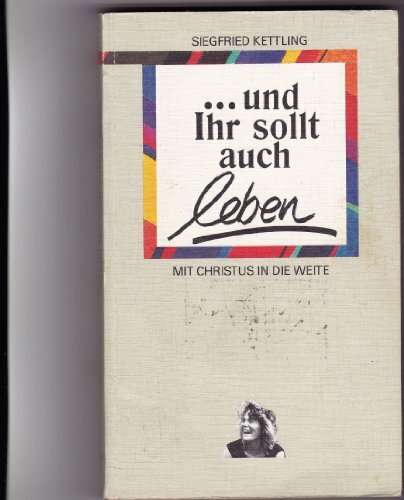 SIEGFRIED KETTLING
...und
Ihr sollt
auch
leben
MIT CHRISTUS IN DIE WEITE